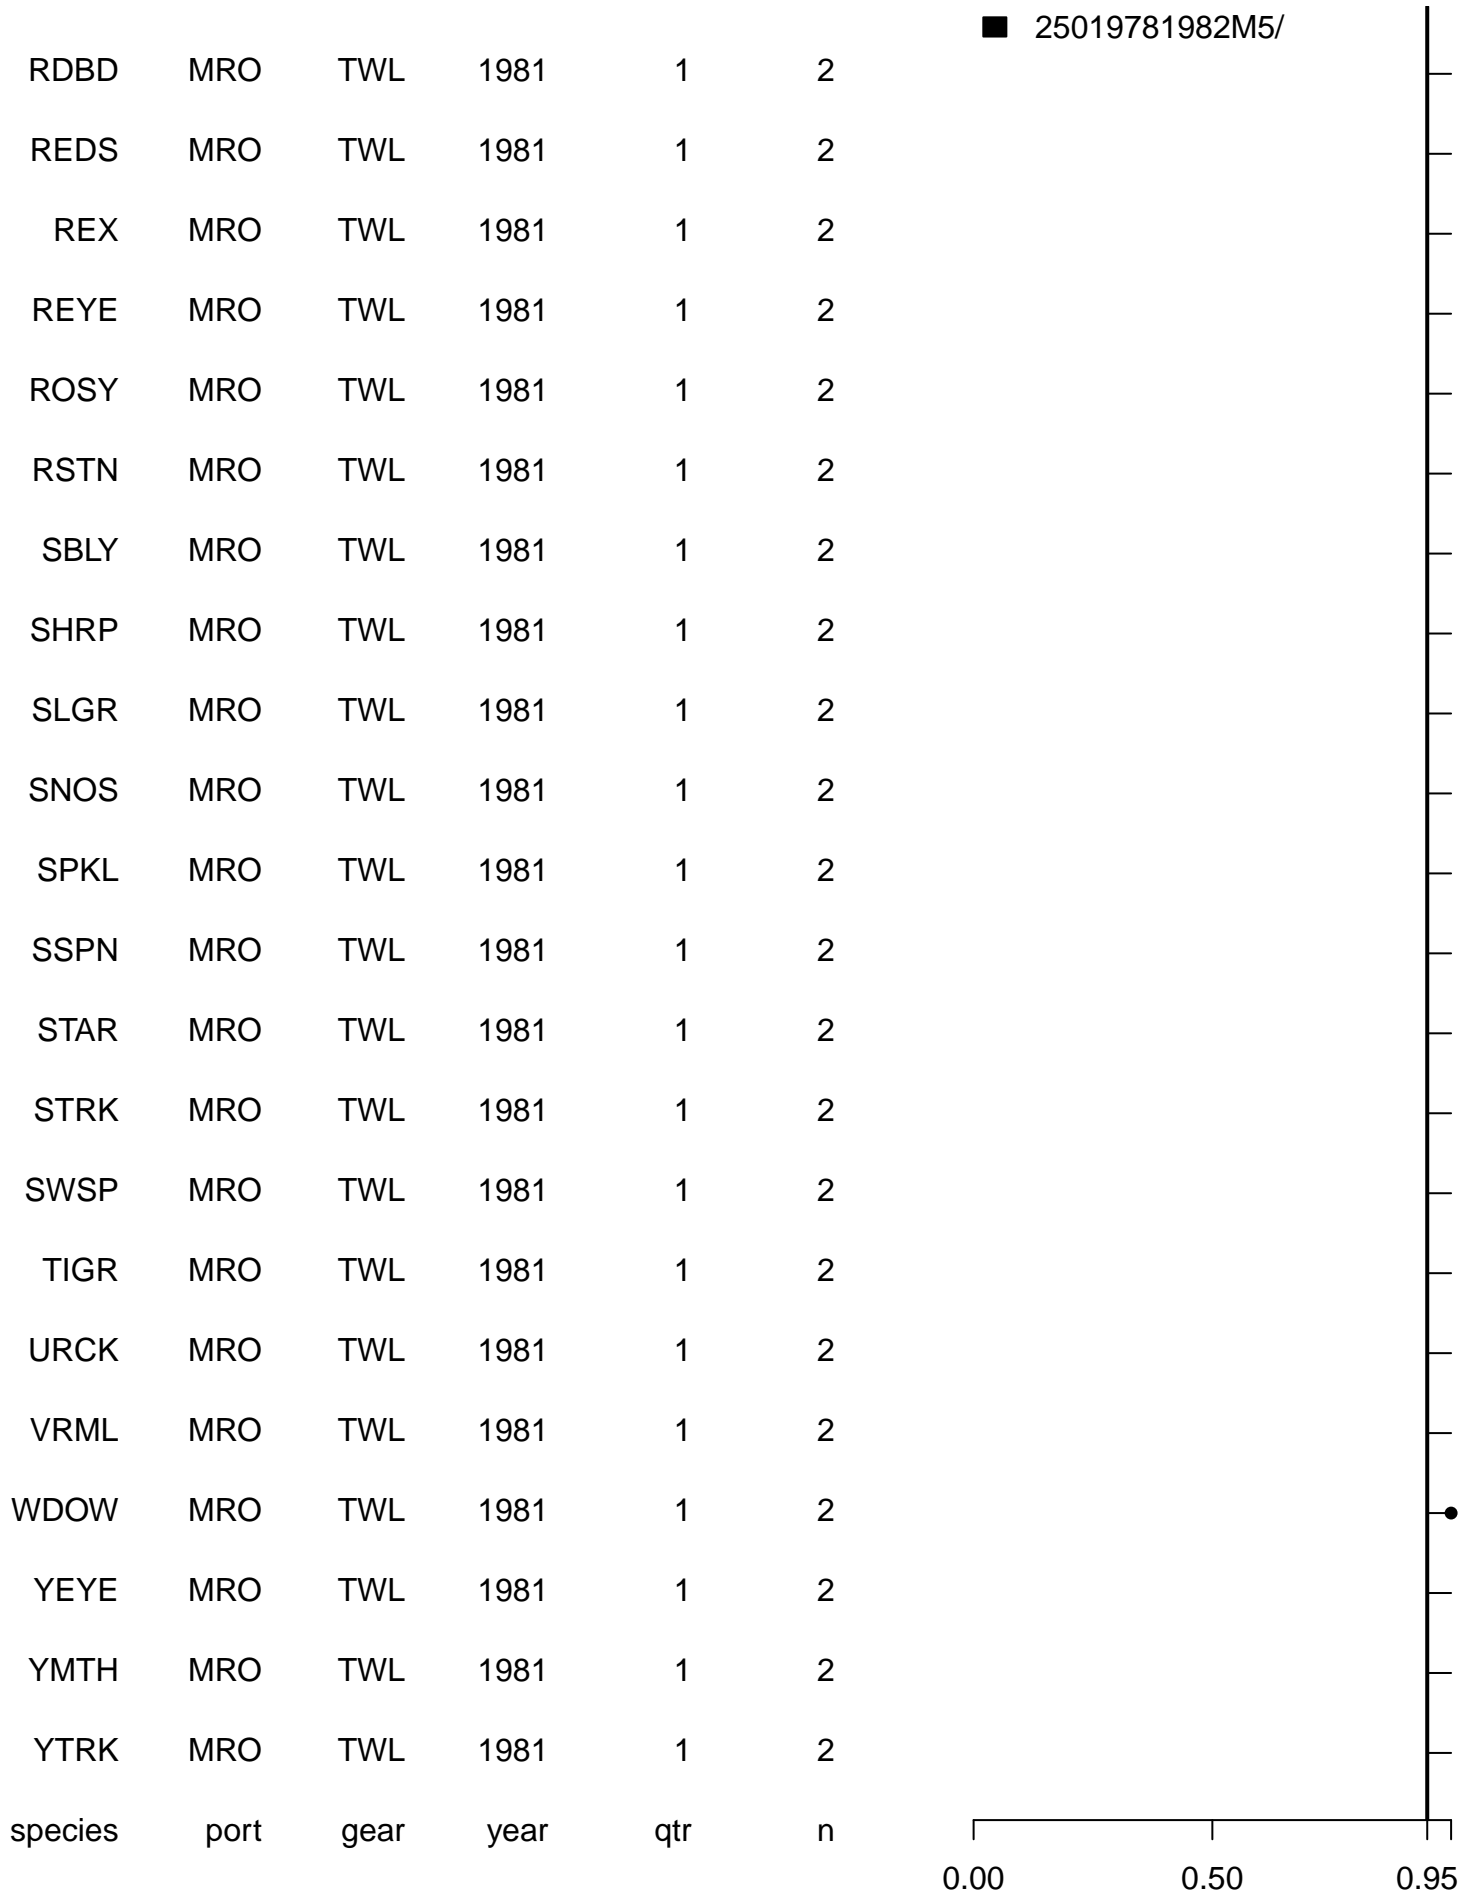 25019781982M5/
RDBD MRO TWL 1981 1 2
REDS MRO TWL 1981 1 2
REX MRO TWL 1981 1 2
REYE MRO TWL 1981 1 2
ROSY MRO TWL 1981 1 2
RSTN MRO TWL 1981 1 2
SBLY MRO TWL 1981 1 2
SHRP MRO TWL 1981 1 2
SLGR MRO TWL 1981 1 2
SNOS MRO TWL 1981 1 2
SPKL MRO TWL 1981 1 2
SSPN MRO TWL 1981 1 2
STAR MRO TWL 1981 1 2
STRK MRO TWL 1981 1 2
SWSP MRO TWL 1981 1 2
TIGR MRO TWL 1981 1 2
URCK MRO TWL 1981 1 2
VRML MRO TWL 1981 1 2
WDOW MRO TWL 1981 1 2
YEYE MRO TWL 1981 1 2
YMTH MRO TWL 1981 1 2
YTRK MRO TWL 1981 1 2
species port gear year qtr n
0.00 0.50 0.95